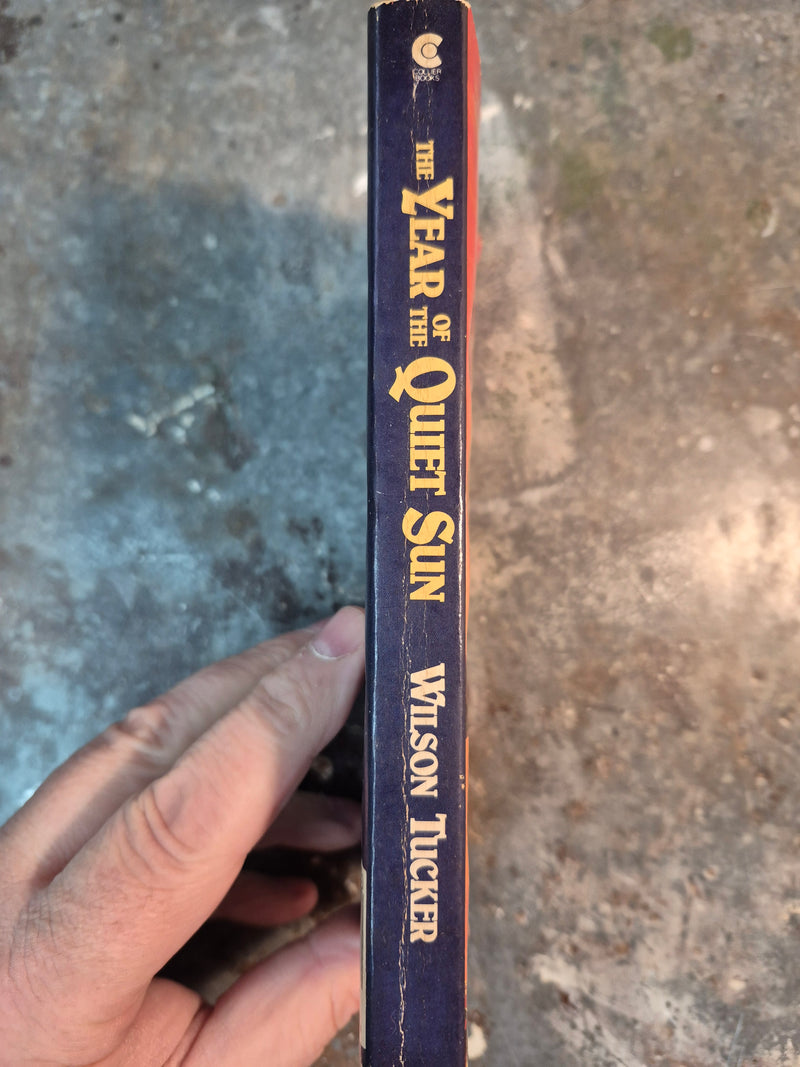 C
COLLIER
BOOKS
THE YEAR OF THE QUIET SUN
WILSON TUCKER